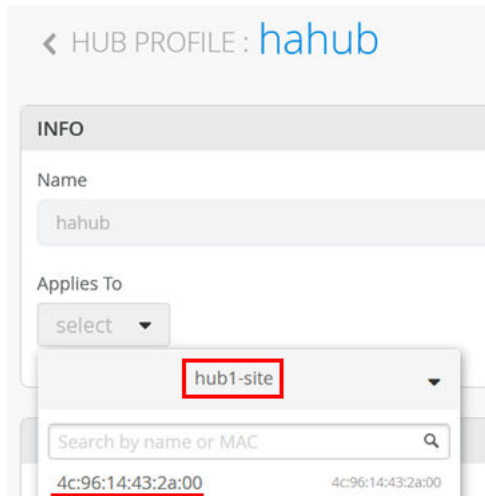 HUB PROFILE : hahub
INFO
Name
hahub
Applies To
select
hub1-site
Search by name or MAC
4c:96:14:43:2a:00 4c:96:14:43:2a:00